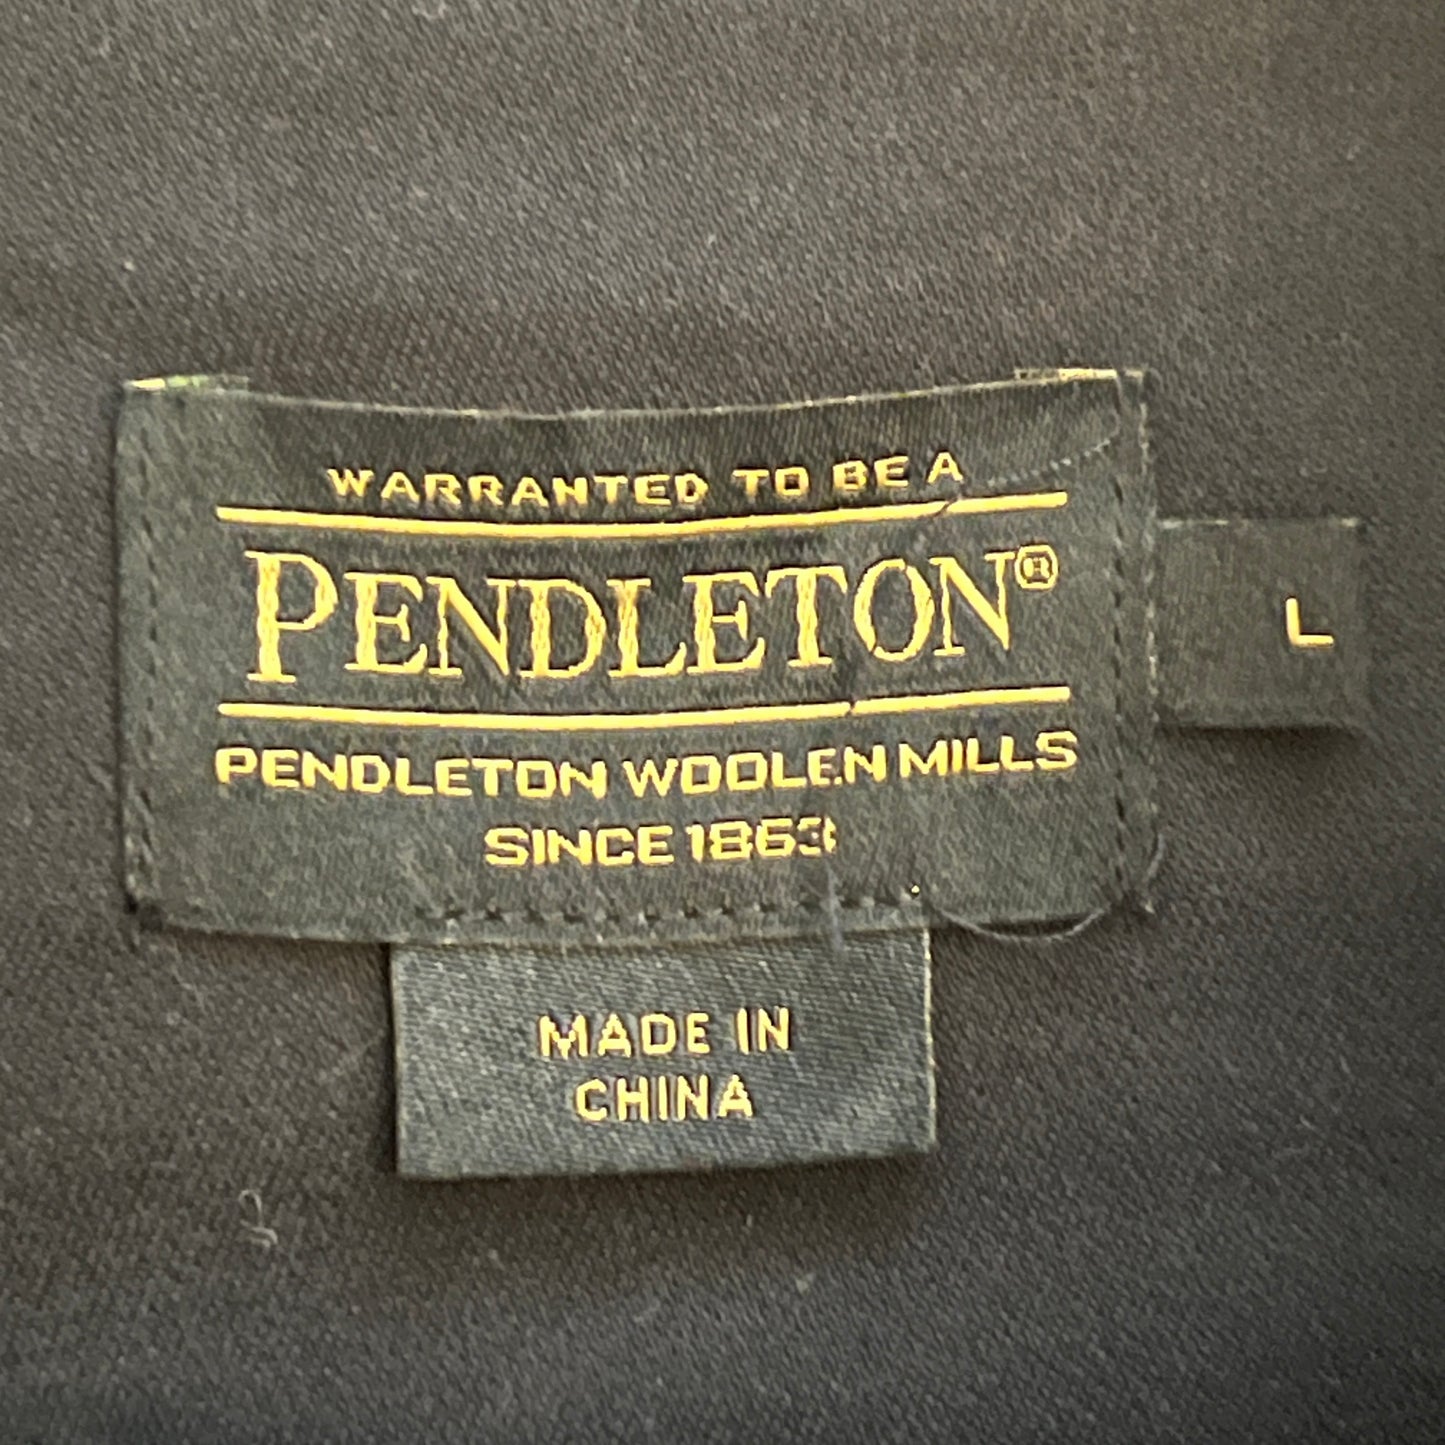 WARRANTED TO BE A
PENDLETON®
PENDLETON WOOLEN MILLS
SINCE 1863
L
MADE IN
CHINA